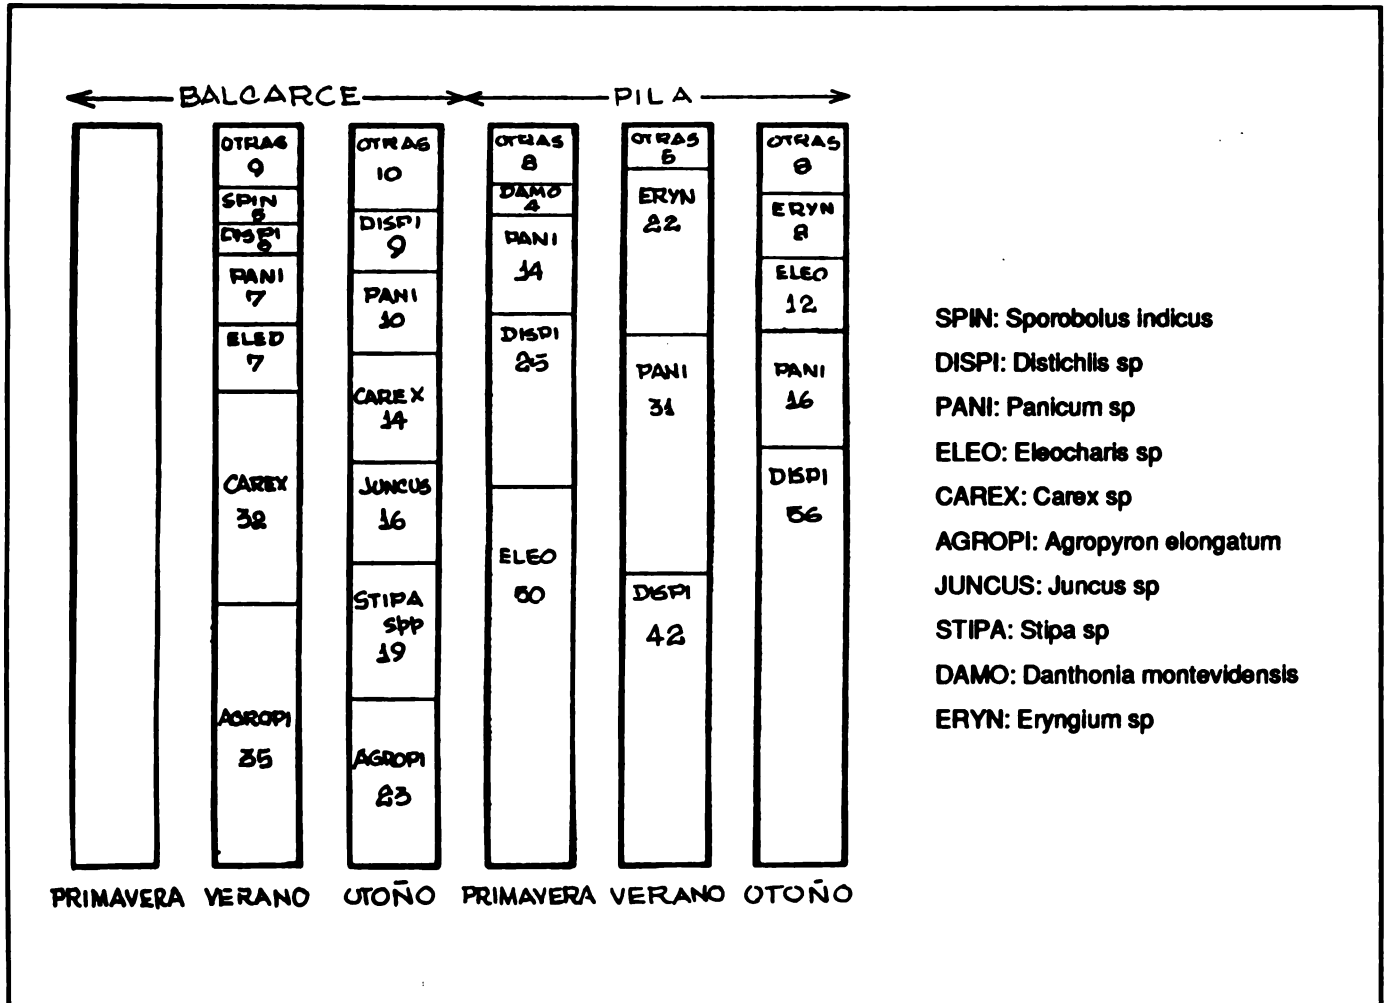 BALCARCE
PILA
OTRAS
9
SPIN
5
DISPI
PANI
7
ELEO
7
CAREX
32
AGROPI
35
OTRAS
10
DISPI
9
PANI
10
CAREX
14
JUNCUS
16
STIPA
spp
19
AGROPI
23
OTRAS
8
DAMO
4
PANI
14
DISPI
25
ELEO
50
OTRAS
5
ERYN
22
PANI
31
DISPI
42
OTRAS
8
ERYN
8
ELEO
12
PANI
16
DISPI
56
PRIMAVERA
VERANO
OTOÑO
PRIMAVERA
VERANO
OTOÑO
SPIN: Sporobolus indicus
DISPI: Distichlis sp
PANI: Panicum sp
ELEO: Eleocharis sp
CAREX: Carex sp
AGROPI: Agropyron elongatum
JUNCUS: Juncus sp
STIPA: Stipa sp
DAMO: Danthonia montevidensis
ERYN: Eryngium sp